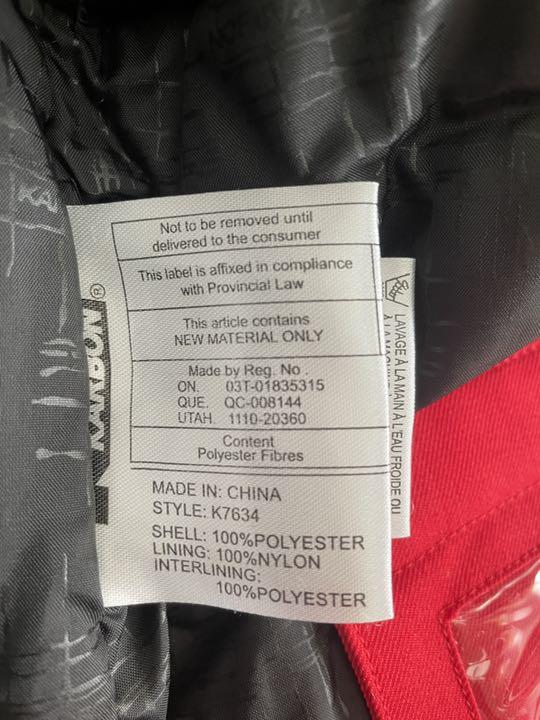 Not to be removed until
delivered to the consumer
This label is affixed in compliance
with Provincial Law
This article contains
NEW MATERIAL ONLY
Made by Reg. No.
ON. 03T-01835315
QUE. QC-008144
UTAH. 1110-20360
Content
Polyester Fibres
MADE IN: CHINA
STYLE: K7634
SHELL: 100%POLYESTER
LINING: 100%NYLON
INTERLINING:
100%POLYESTER
KARBON®
LAVAGE À LA MAIN À L'EAU FROIDE OU
À LA MACHINE